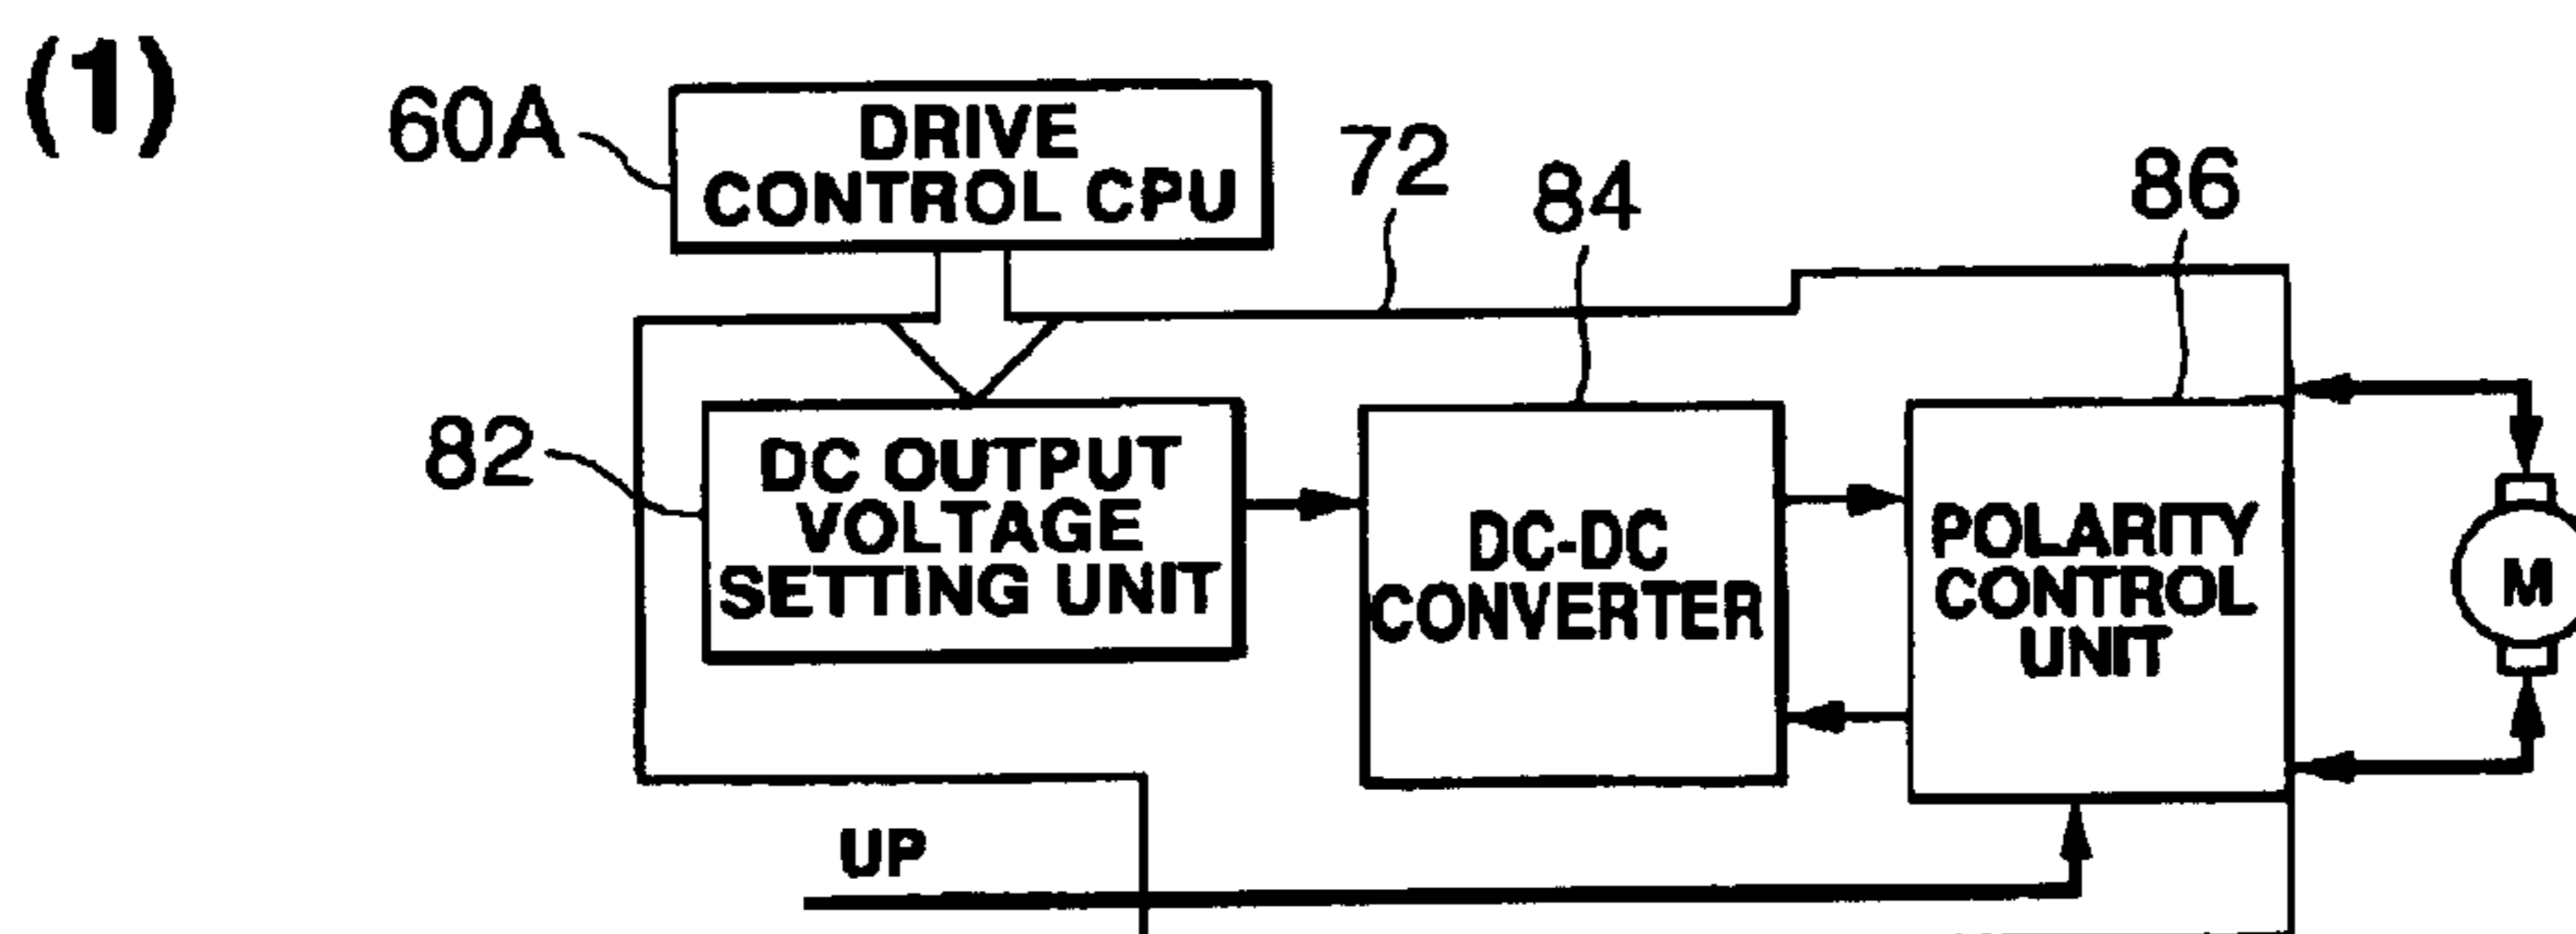 (1)
60A
DRIVE
CONTROL CPU
72
84
86
82
DC OUTPUT
VOLTAGE
SETTING UNIT
DC-DC
CONVERTER
POLARITY
CONTROL
UNIT
M
UP